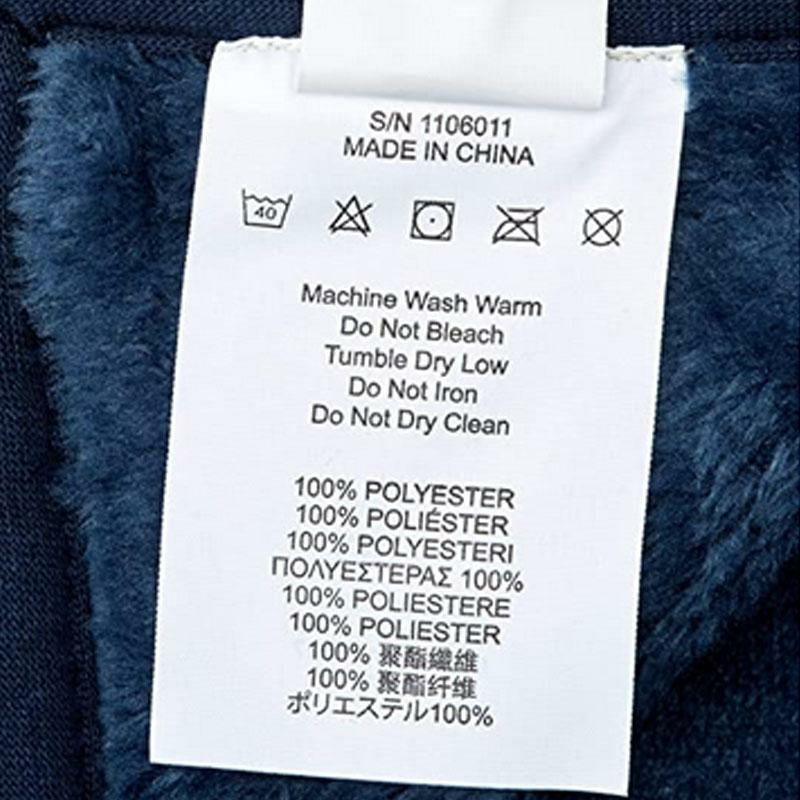 S/N 1106011
MADE IN CHINA
40
Machine Wash Warm
Do Not Bleach
Tumble Dry Low
Do Not Iron
Do Not Dry Clean
100% POLYESTER
100% POLIÉSTER
100% POLYESTERI
ΠΟΛΥΕΣΤΕΡΑΣ 100%
100% POLIESTERE
100% POLIESTER
100% 聚酯纖維
100% 聚酯纤维
ポリエステル100%